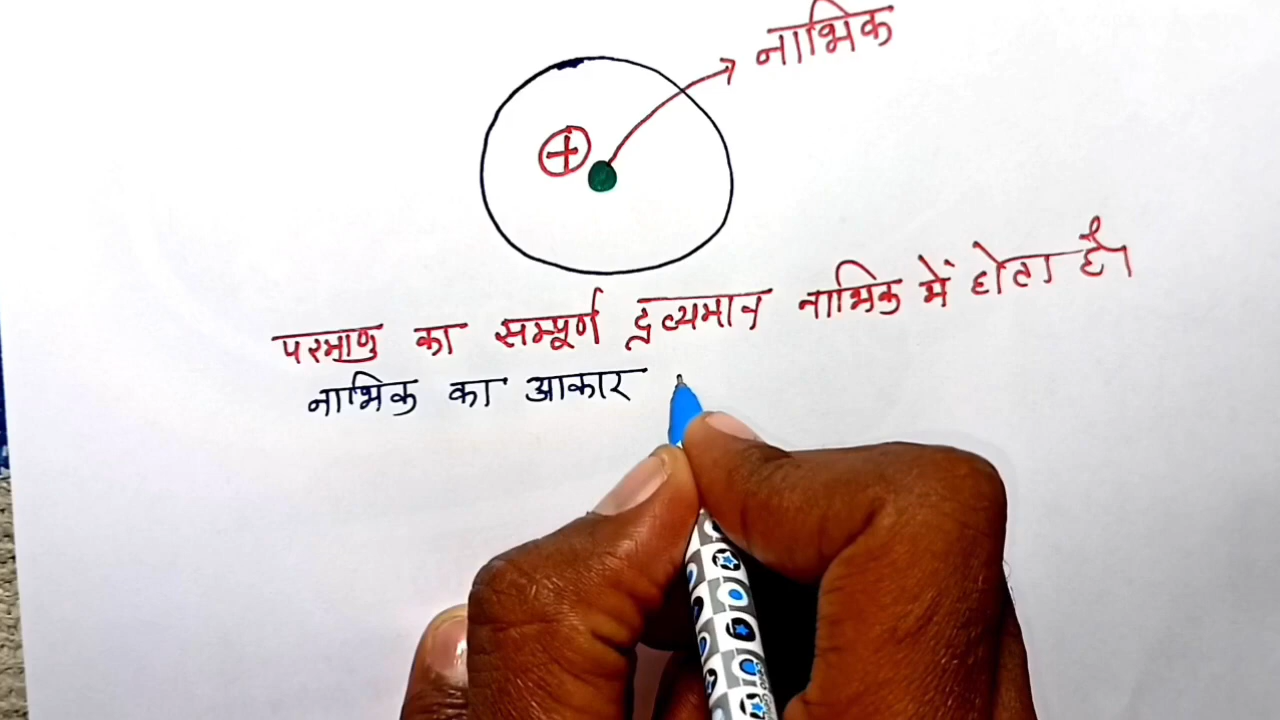 नाभिक
+
परमाणु का सम्पूर्ण द्रव्यमान नाभिक में होता है।
नाभिक का आकार